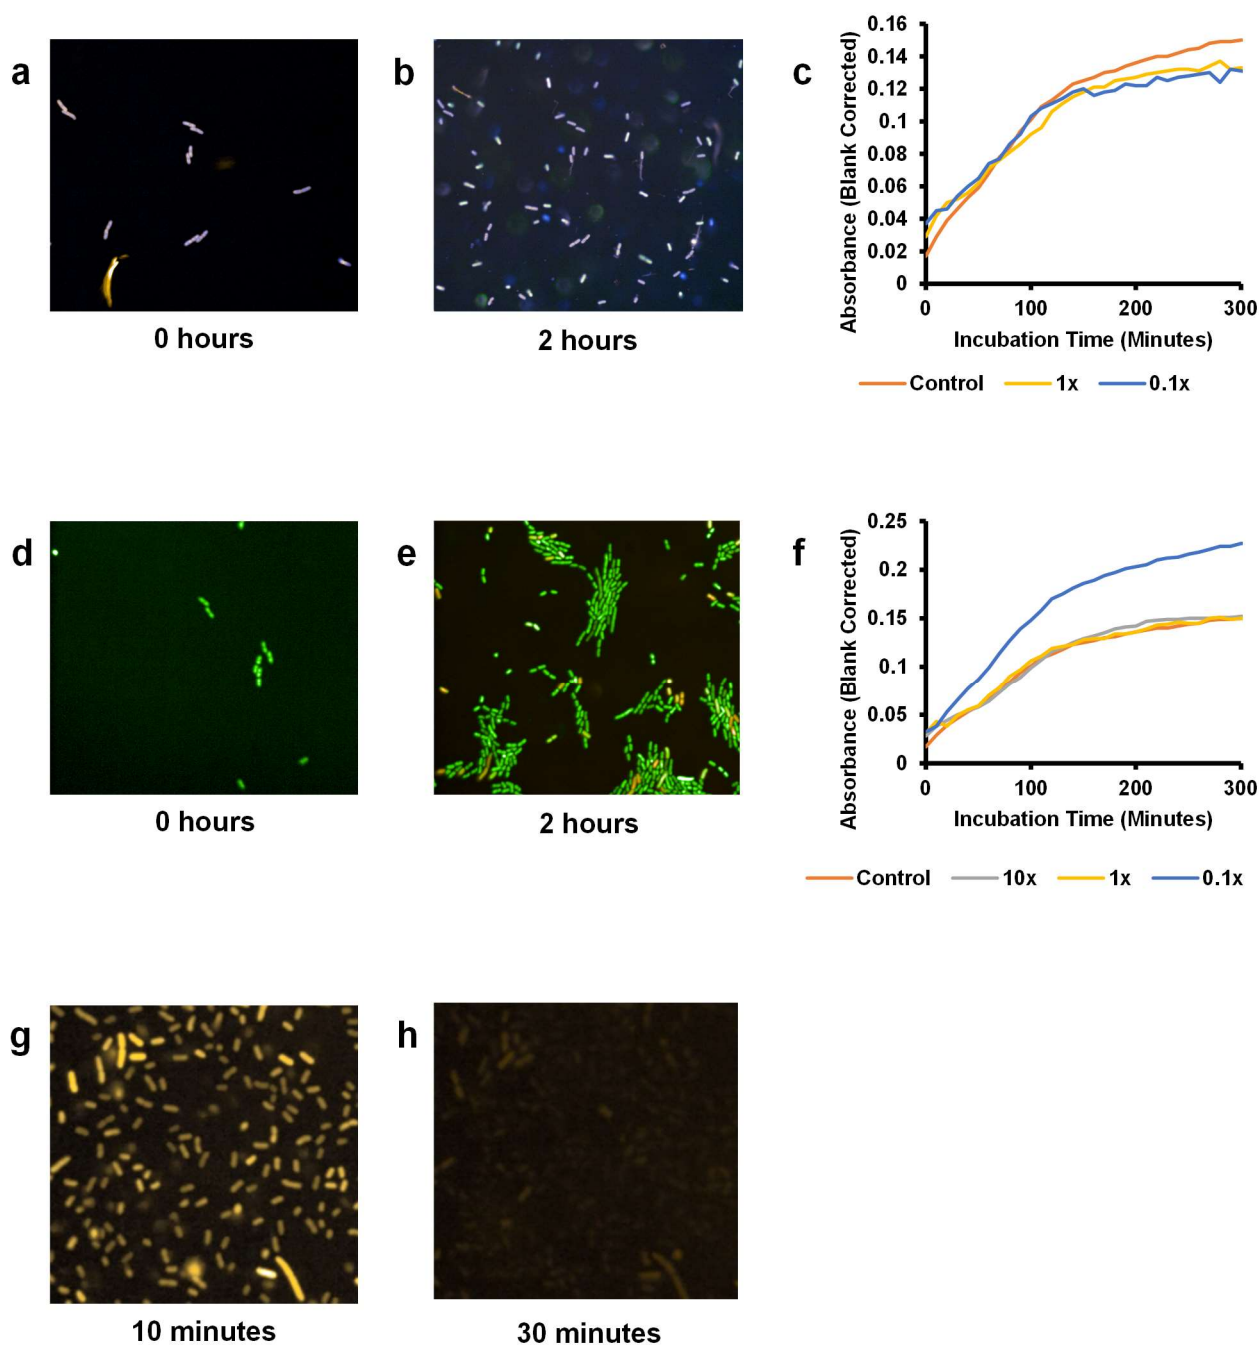 a
0 hours
b
2 hours
c
Absorbance (Blank Corrected)
0.16
0.14
0.12
0.1
0.08
0.06
0.04
0.02
0
0 100 200 300
Incubation Time (Minutes)
Control 1x 0.1x
d
0 hours
e
2 hours
f
Absorbance (Blank Corrected)
0.25
0.2
0.15
0.1
0.05
0
0 100 200 300
Incubation Time (Minutes)
Control 10x 1x 0.1x
g
10 minutes
h
30 minutes